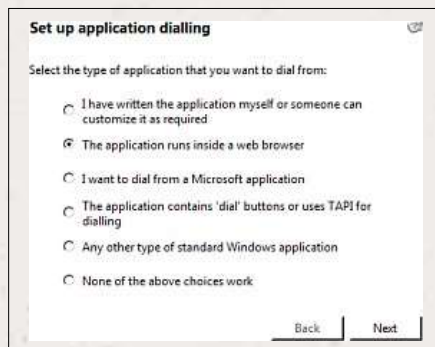 Set up application dialling
Select the type of application that you want to dial from:
I have written the application myself or someone can
customize it as required
The application runs inside a web browser
I want to dial from a Microsoft application
The application contains 'dial' buttons or uses TAPI for
dialling
Any other type of standard Windows application
None of the above choices work
Back Next